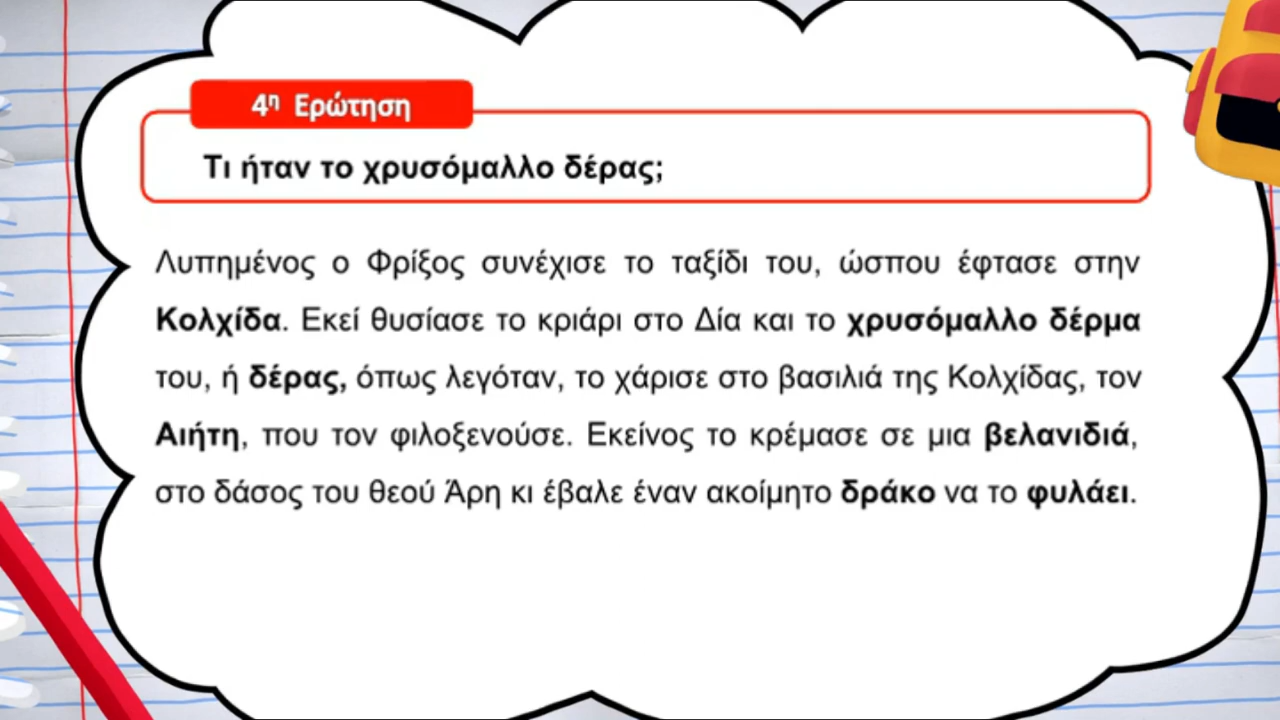 4η Ερώτηση
Τι ήταν το χρυσόμαλλο δέρας;
Λυπημένος ο Φρίξος συνέχισε το ταξίδι του, ώσπου έφτασε στην
Κολχίδα. Εκεί θυσίασε το κριάρι στο Δία και το χρυσόμαλλο δέρμα
του, ή δέρας, όπως λεγόταν, το χάρισε στο βασιλιά της Κολχίδας, τον
Αιήτη, που τον φιλοξενούσε. Εκείνος το κρέμασε σε μια βελανιδιά,
στο δάσος του θεού Άρη κι έβαλε έναν ακοίμητο δράκο να το φυλάει.